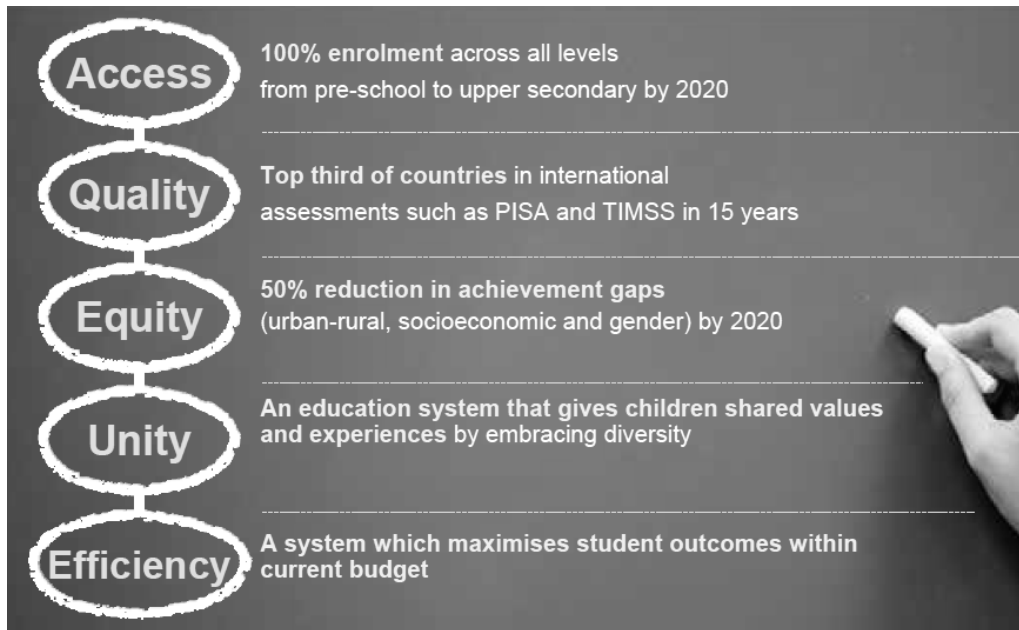 Access
100% enrolment across all levels
from pre-school to upper secondary by 2020
Quality
Top third of countries in international
assessments such as PISA and TIMSS in 15 years
Equity
50% reduction in achievement gaps
(urban-rural, socioeconomic and gender) by 2020
Unity
An education system that gives children shared values
and experiences by embracing diversity
Efficiency
A system which maximises student outcomes within
current budget